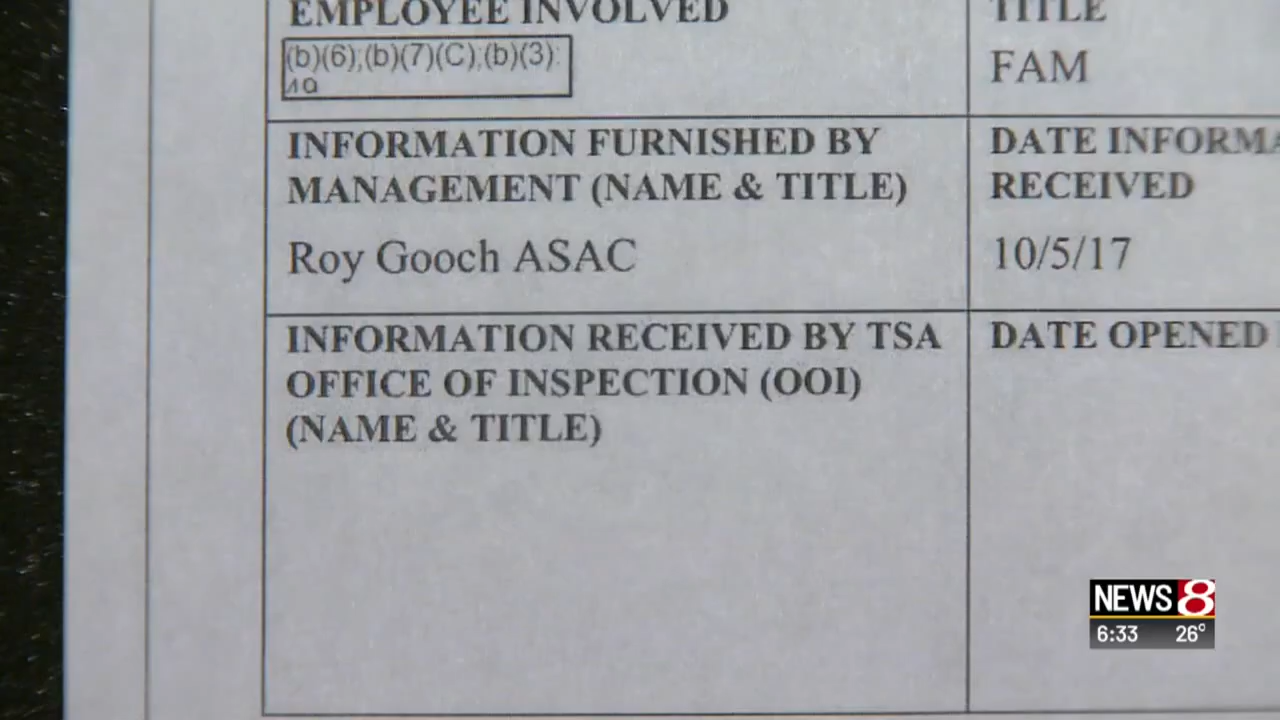 EMPLOYEE INVOLVED
TITLE
(b)(6);(b)(7)(C);(b)(3):
49
FAM
INFORMATION FURNISHED BY
MANAGEMENT (NAME & TITLE)
DATE INFORMA
RECEIVED
Roy Gooch ASAC
10/5/17
INFORMATION RECEIVED BY TSA
OFFICE OF INSPECTION (OOI)
(NAME & TITLE)
DATE OPENED
NEWS 8
6:33 26°